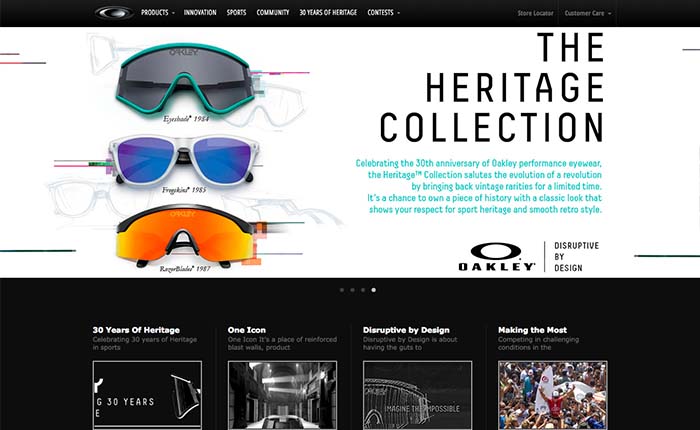 PRODUCTS INNOVATION SPORTS COMMUNITY 30 YEARS OF HERITAGE CONTESTS
Store Locator Customer Care
THE
HERITAGE
COLLECTION
OAKLEY
Eyeshade® 1984
Frogskins® 1985
OAKLEY
RazorBlades® 1987
Celebrating the 30th anniversary of Oakley performance eyewear,
the Heritage™ Collection salutes the evolution of a revolution
by bringing back vintage rarities for a limited time.
It's a chance to own a piece of history with a classic look that
shows your respect for sport heritage and smooth retro style.
OAKLEY®
DISRUPTIVE
BY
DESIGN
30 Years Of Heritage
Celebrating 30 years of Heritage
in sports
G 30 YEARS
E
One Icon
One Icon It's a place of reinforced
blast walls, product
Disruptive by Design
Disruptive by Design is about
having the guts to
IMAGINE THE IMPOSSIBLE
Making the Most
Competing in challenging
conditions in the